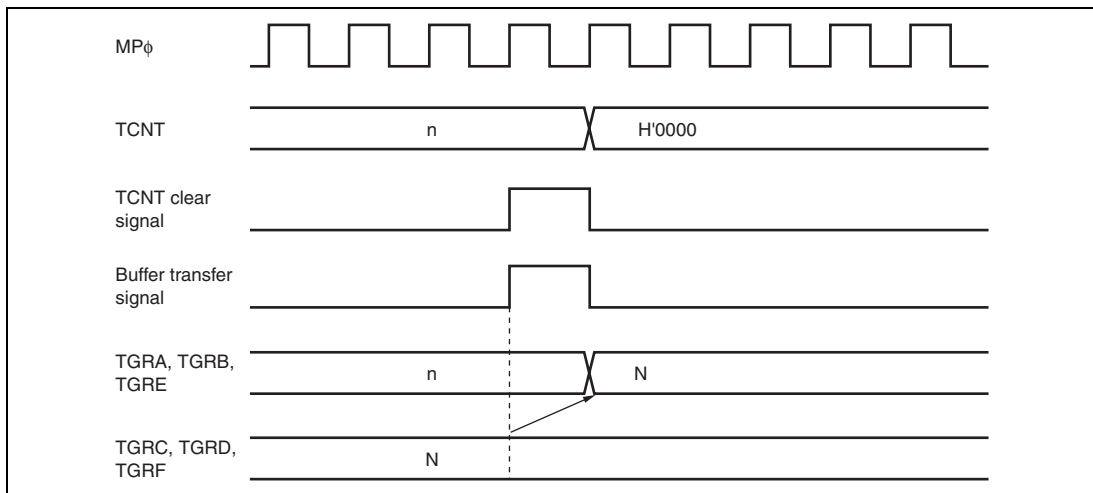 MPϕ
TCNT
n
H'0000
TCNT clear
signal
Buffer transfer
signal
TGRA, TGRB,
TGRE
n
N
TGRC, TGRD,
TGRF
N